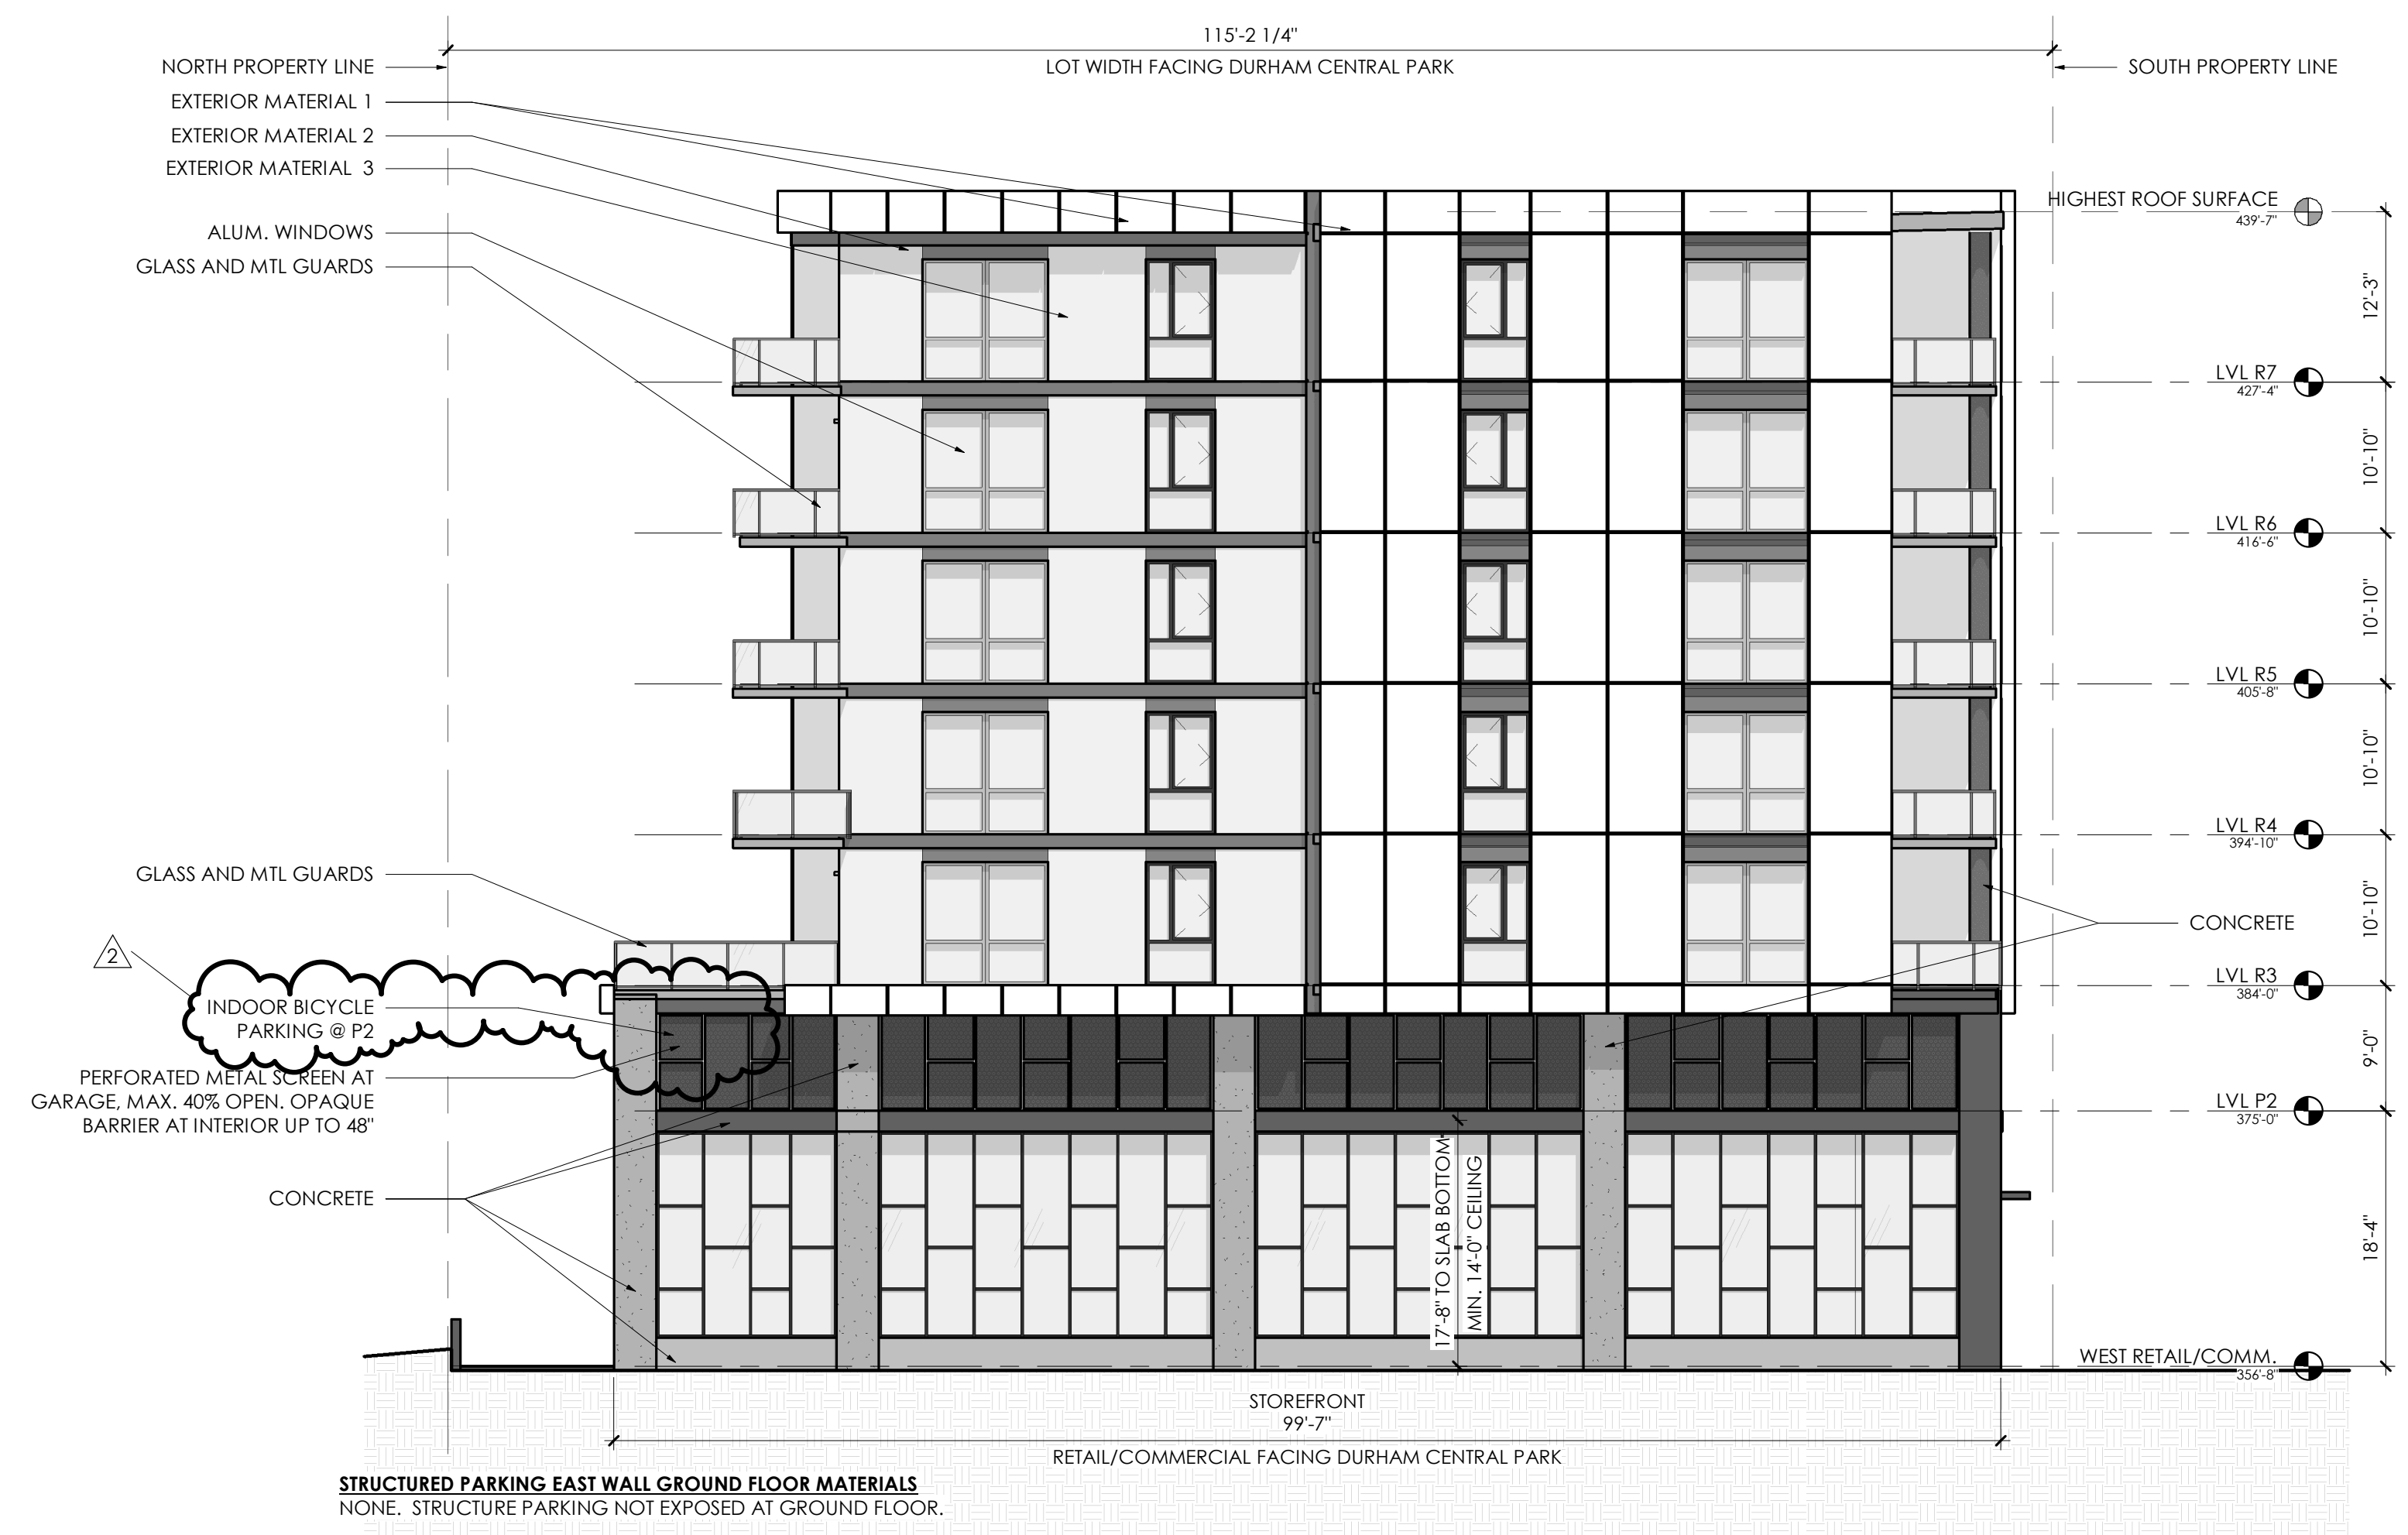 115'-2 1/4"
LOT WIDTH FACING DURHAM CENTRAL PARK
NORTH PROPERTY LINE
SOUTH PROPERTY LINE
EXTERIOR MATERIAL 1
EXTERIOR MATERIAL 2
EXTERIOR MATERIAL  3
ALUM. WINDOWS
GLASS AND MTL GUARDS
HIGHEST ROOF SURFACE
439'-7"
12'-3"
LVL R7
427'-4"
10'-10"
LVL R6
416'-6"
10'-10"
LVL R5
405'-8"
10'-10"
LVL R4
394'-10"
10'-10"
LVL R3
384'-0"
9'-0"
LVL P2
375'-0"
18'-4"
WEST RETAIL/COMM.
356'-8"
CONCRETE
GLASS AND MTL GUARDS
2
INDOOR BICYCLE
PARKING @ P2
PERFORATED METAL SCREEN AT
GARAGE, MAX. 40% OPEN. OPAQUE
BARRIER AT INTERIOR UP TO 48"
CONCRETE
17'-8" TO SLAB BOTTOM
MIN. 14'-0" CEILING
STOREFRONT
99'-7"
RETAIL/COMMERCIAL FACING DURHAM CENTRAL PARK
STRUCTURED PARKING EAST WALL GROUND FLOOR MATERIALS
NONE.  STRUCTURE PARKING NOT EXPOSED AT GROUND FLOOR.